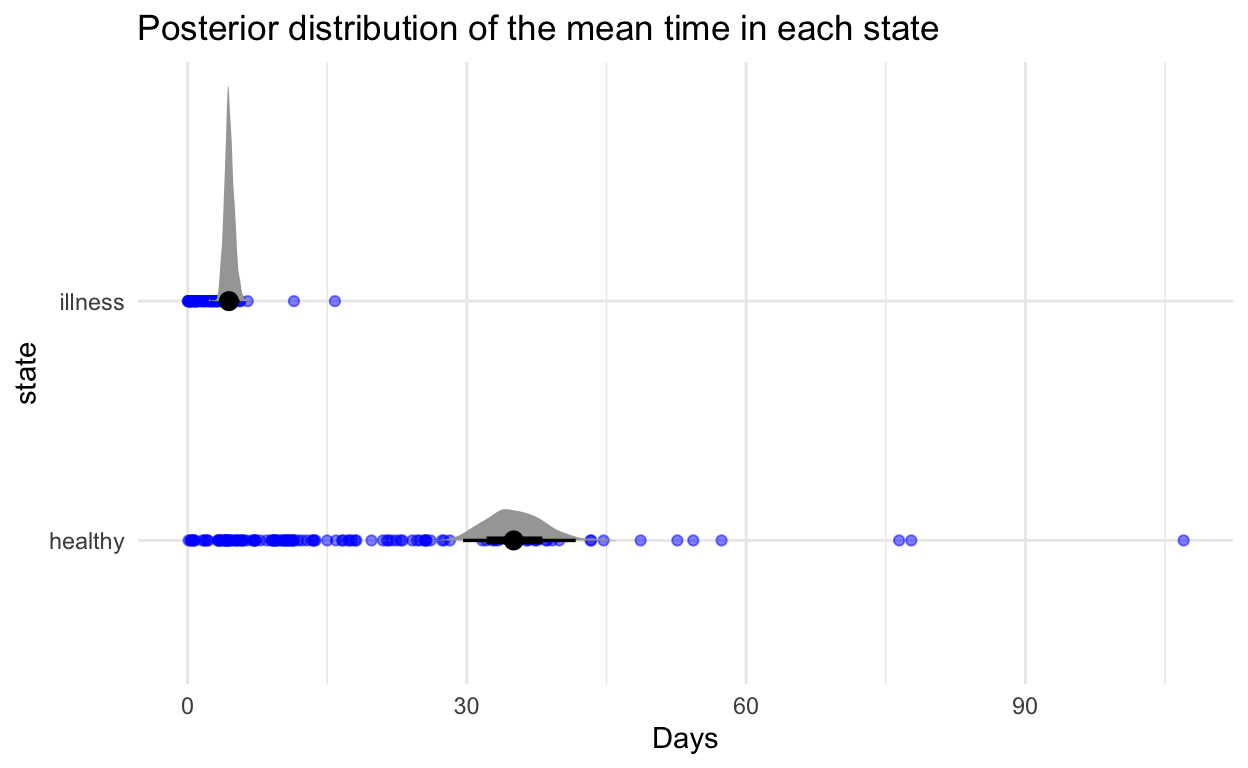 Posterior distribution of the mean time in each state
illness
state
healthy
0 30 60 90
Days